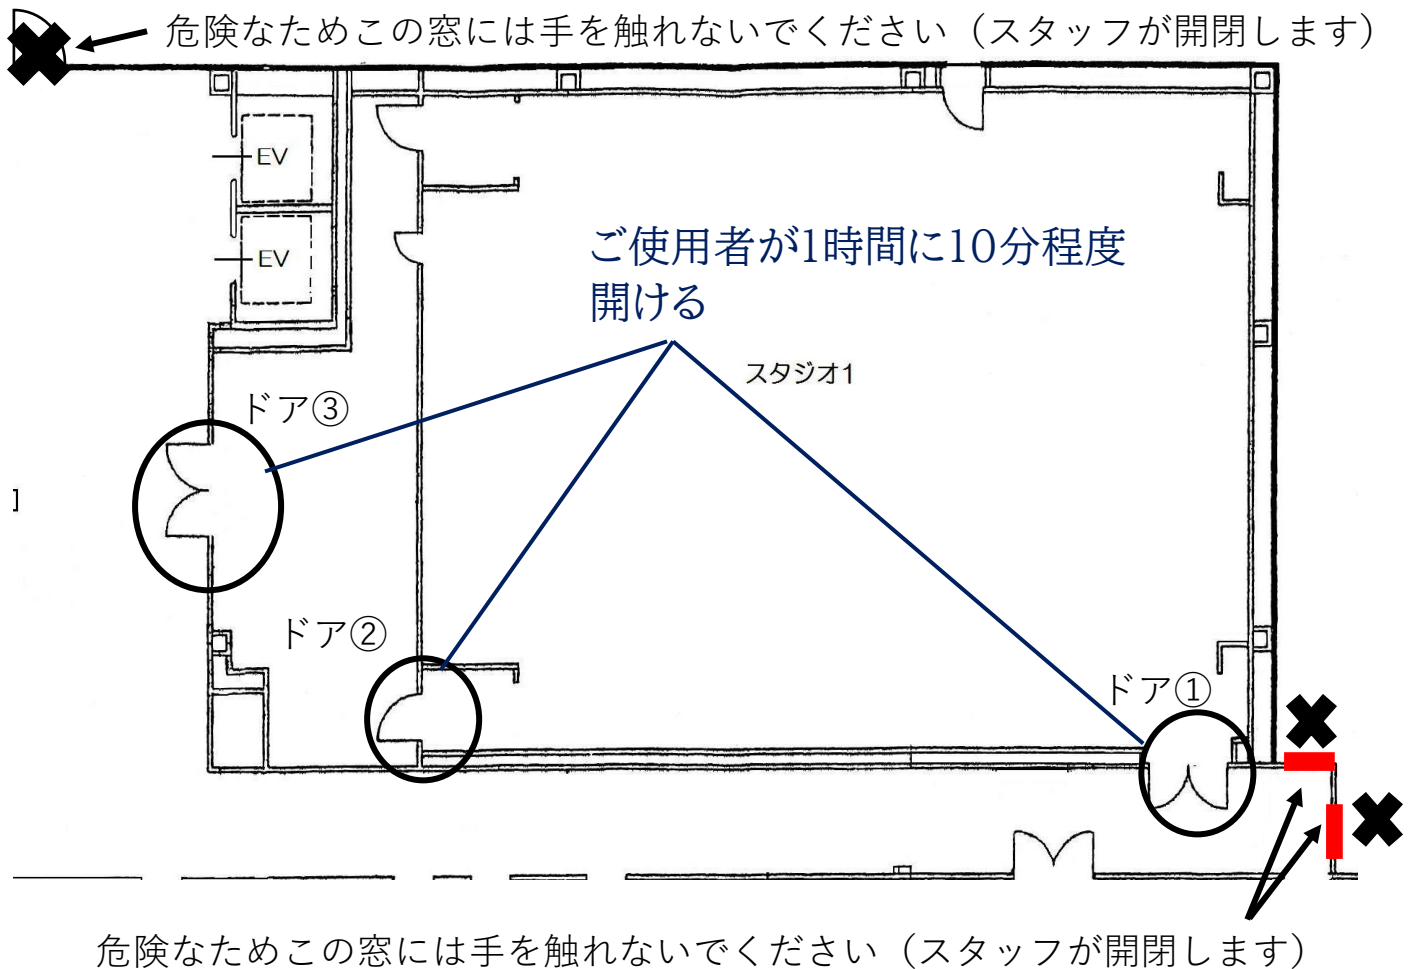 危険なためこの窓には手を触れないでください（スタッフが開閉します）
EV
EV
ご使用者が1時間に10分程度
開ける
スタジオ1
ドア③
]
ドア②
ドア①
危険なためこの窓には手を触れないでください（スタッフが開閉します）